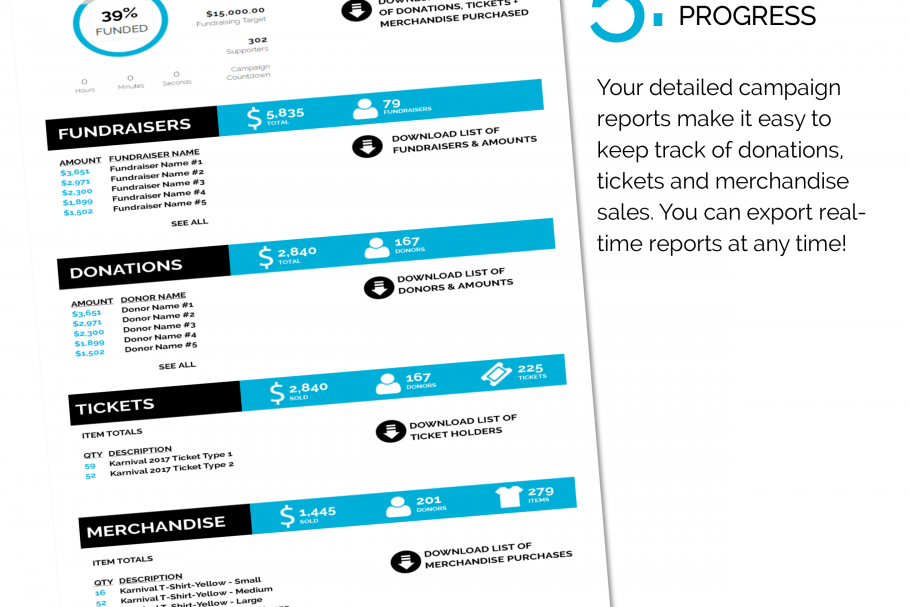 39%
FUNDED
$15,000.00
Fundraising Target
302
Supporters
0 0 0
Hours Minutes Seconds
Campaign
Countdown
OF DONATIONS, TICKETS +
MERCHANDISE PURCHASED
FUNDRAISERS
$ 5,835
TOTAL
79
FUNDRAISERS
DOWNLOAD LIST OF
FUNDRAISERS & AMOUNTS
AMOUNT FUNDRAISER NAME
$3,651 Fundraiser Name #1
$2,971 Fundraiser Name #2
$2,300 Fundraiser Name #3
$1,899 Fundraiser Name #4
$1,502 Fundraiser Name #5
SEE ALL
DONATIONS
$ 2,840
TOTAL
167
DONORS
DOWNLOAD LIST OF
DONORS & AMOUNTS
AMOUNT DONOR NAME
$3,651 Donor Name #1
$2,971 Donor Name #2
$2,300 Donor Name #3
$1,899 Donor Name #4
$1,502 Donor Name #5
SEE ALL
TICKETS
$ 2,840
SOLD
167
DONORS
225
TICKETS
DOWNLOAD LIST OF
TICKET HOLDERS
ITEM TOTALS
QTY DESCRIPTION
59 Karnival 2017 Ticket Type 1
52 Karnival 2017 Ticket Type 2
MERCHANDISE
$ 1,445
SOLD
201
DONORS
279
ITEMS
DOWNLOAD LIST OF
MERCHANDISE PURCHASES
ITEM TOTALS
QTY DESCRIPTION
16 Karnival T-Shirt-Yellow - Small
52 Karnival T-Shirt-Yellow - Medium
Karnival T-Shirt-Yellow - Large
5. PROGRESS
Your detailed campaign
reports make it easy to
keep track of donations,
tickets and merchandise
sales. You can export real-
time reports at any time!